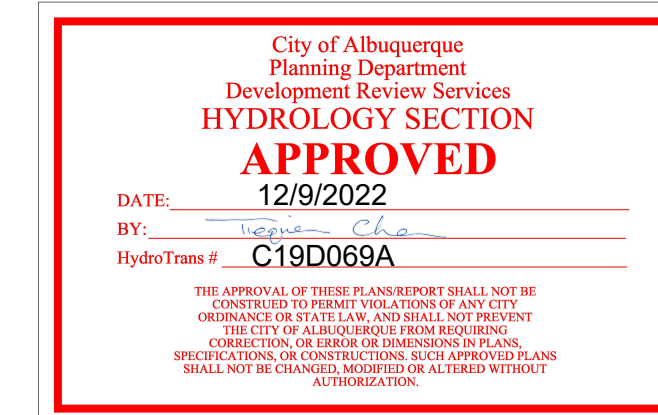 City of Albuquerque
Planning Department
Development Review Services
HYDROLOGY SECTION
APPROVED
DATE: 12/9/2022
BY:
HydroTrans # C19D069A
THE APPROVAL OF THESE PLANS/REPORT SHALL NOT BE
CONSTRUED TO PERMIT VIOLATIONS OF ANY CITY
ORDINANCE OR STATE LAW, AND SHALL NOT PREVENT
THE CITY OF ALBUQUERQUE FROM REQUIRING
CORRECTION, OR ERROR OR DIMENSIONS IN PLANS,
SPECIFICATIONS, OR CONSTRUCTIONS. SUCH APPROVED PLANS
SHALL NOT BE CHANGED, MODIFIED OR ALTERED WITHOUT
AUTHORIZATION.